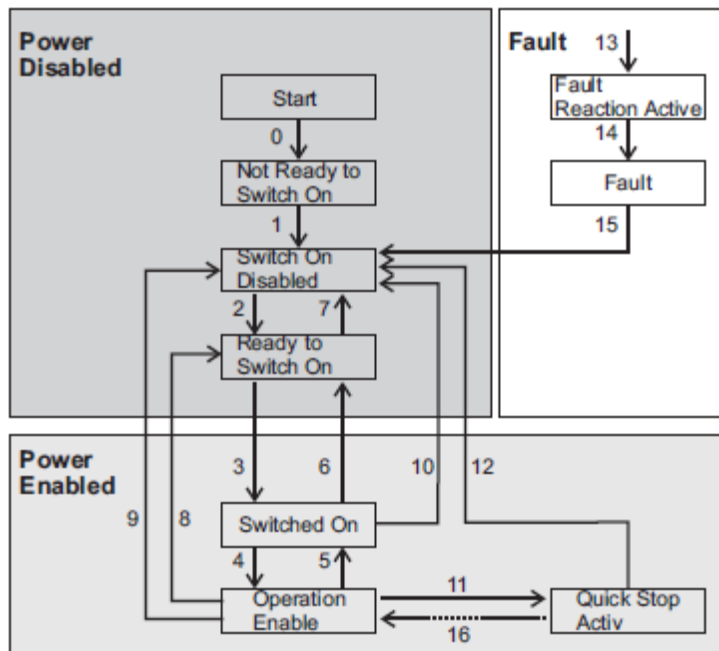 Power
Disabled
Fault
13
Start
Fault
Reaction Active
0
14
Not Ready to
Switch On
Fault
1
15
Switch On
Disabled
2
7
Ready to
Switch On
Power
Enabled
3
6
10
12
9
8
Switched On
4
5
11
Operation
Enable
Quick Stop
Activ
16